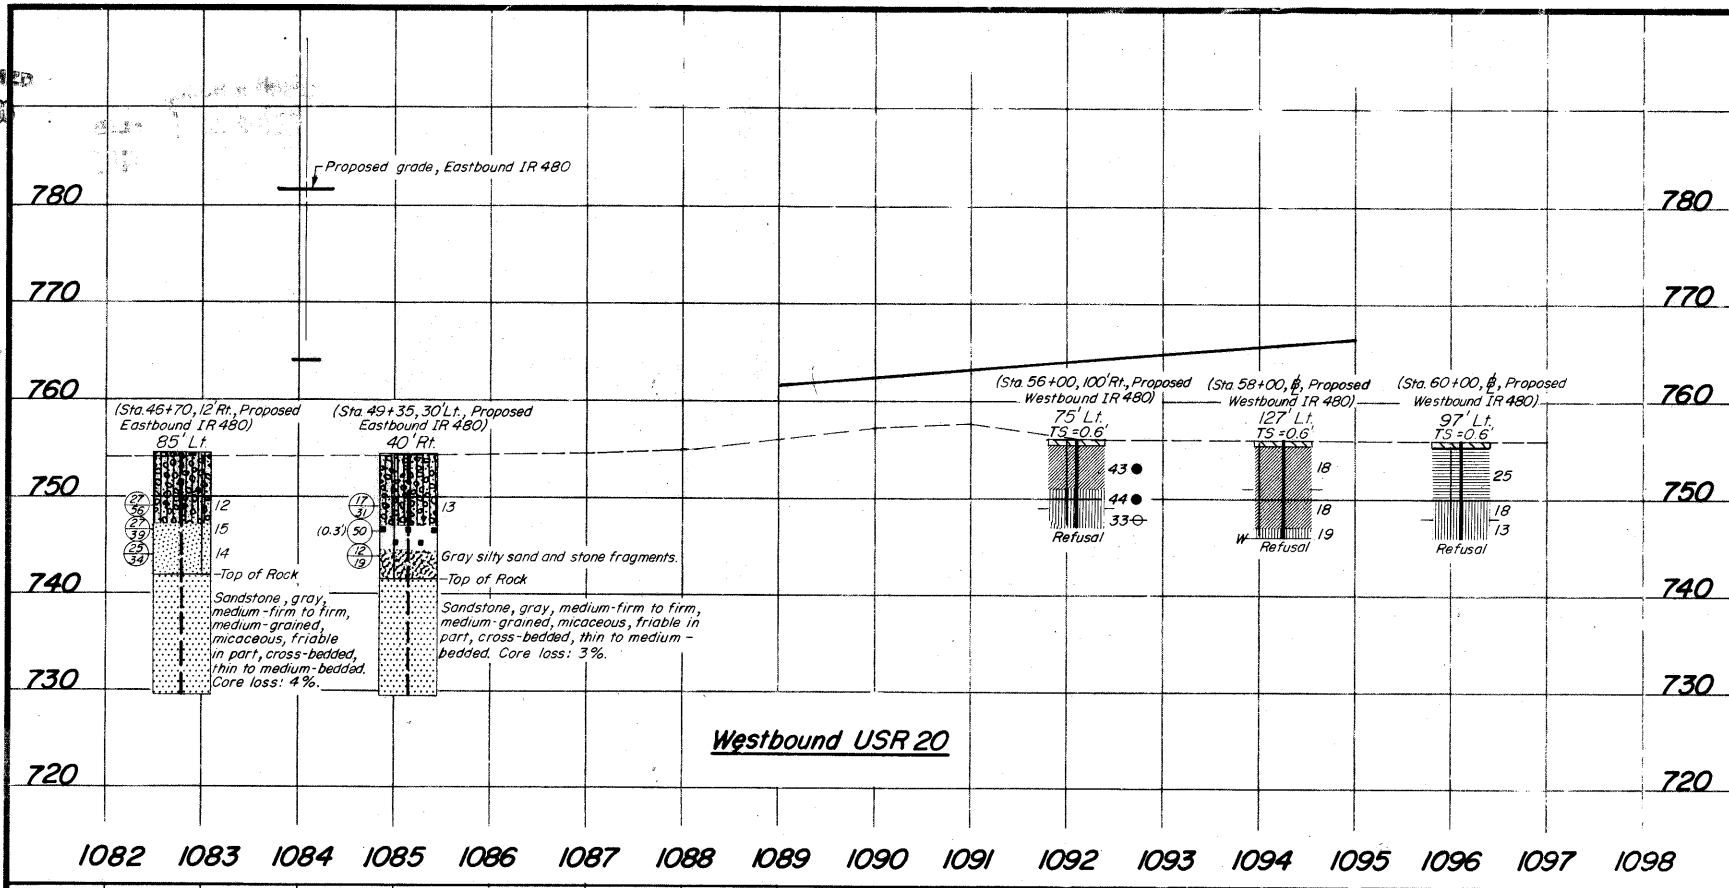 Proposed grade, Eastbound IR 480
780 780
770 770
760 760
(Sta. 46+70, 12' Rt., Proposed
Eastbound IR 480)
85' Lt.
(Sta. 49+35, 30' Lt., Proposed
Eastbound IR 480)
40' Rt.
(Sta. 56+00, 100' Rt., Proposed
Westbound IR 480)
75' Lt.
TS = 0.6'
(Sta. 58+00, ⅊, Proposed
Westbound IR 480)
127' Lt.
TS = 0.6'
(Sta. 60+00, ⅊, Proposed
Westbound IR 480)
97' Lt.
TS = 0.6'
750 750
27
56
12
27
39
15
25
34
14
Top of Rock
Sandstone, gray,
medium-firm to firm,
medium-grained,
micaceous, friable
in part, cross-bedded,
thin to medium-bedded.
Core loss: 4%.
17
31
13
(0.3') 50
12
19
Gray silty sand and stone fragments.
Top of Rock
Sandstone, gray, medium-firm to firm,
medium-grained, micaceous, friable in
part, cross-bedded, thin to medium-
bedded. Core loss: 3%.
43
44
33
Refusal
18
18
W 19
Refusal
25
18
13
Refusal
740 740
730 730
Westbound USR 20
720 720
1082 1083 1084 1085 1086 1087 1088 1089 1090 1091 1092 1093 1094 1095 1096 1097 1098